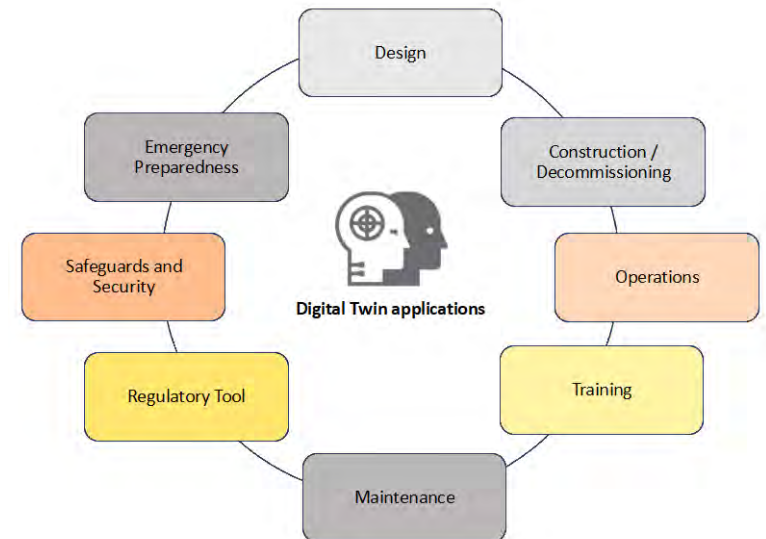 Design
Emergency
Preparedness
Construction /
Decommissioning
Safeguards and
Security
Operations
Digital Twin applications
Regulatory Tool
Training
Maintenance